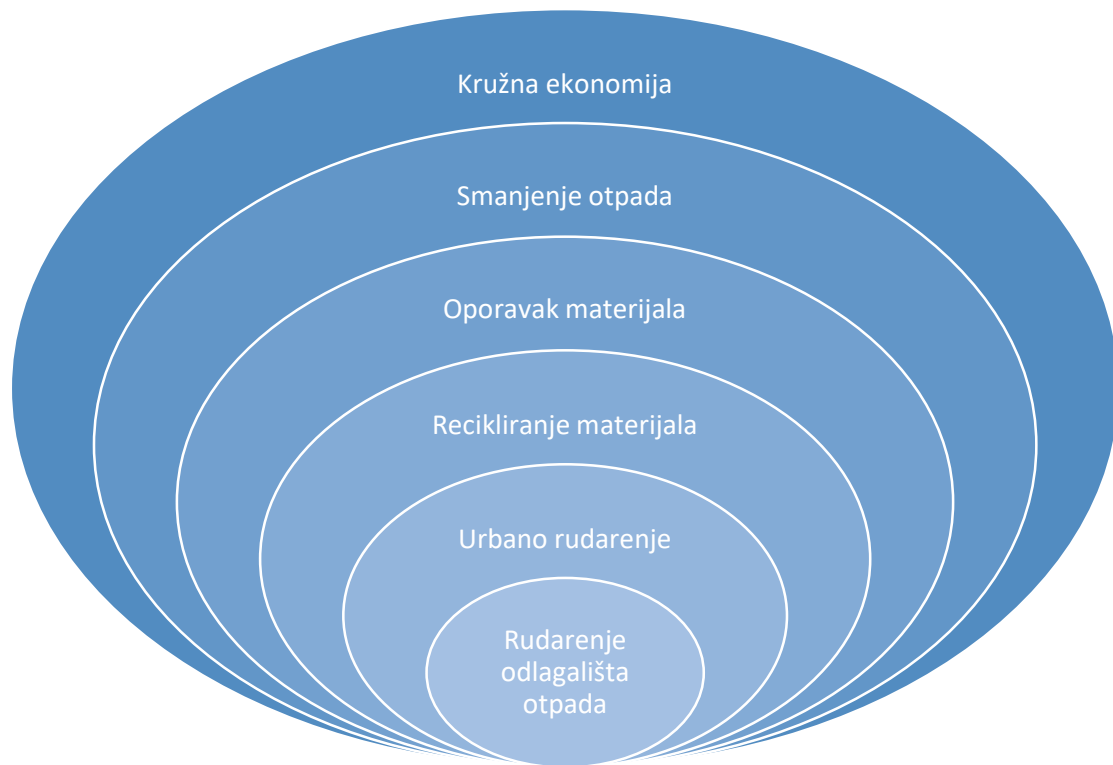 Kružna ekonomija
Smanjenje otpada
Oporavak materijala
Recikliranje materijala
Urbano rudarenje
Rudarenje
odlagališta
otpada